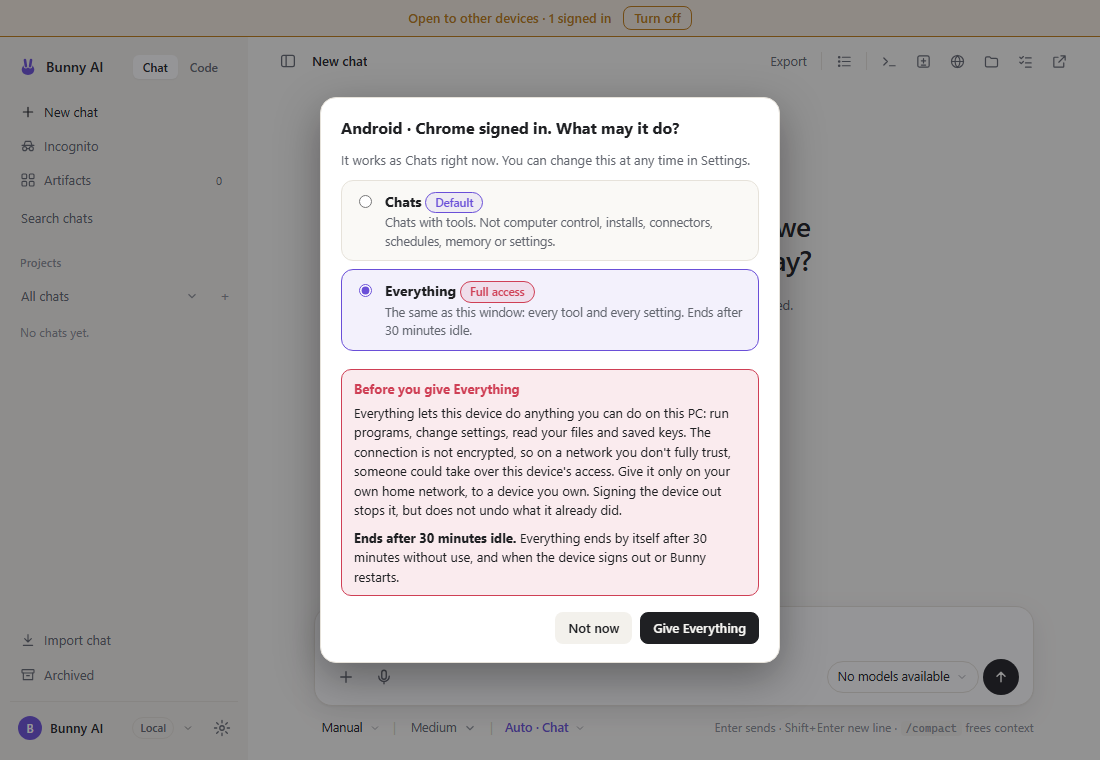 Open to other devices · 1 signed in
Turn off
Bunny AI
Chat
Code
New chat
Export
New chat
Incognito
Artifacts
0
Search chats
Projects
All chats
No chats yet.
we
ay?
ed.
Android · Chrome signed in. What may it do?
It works as Chats right now. You can change this at any time in Settings.
Chats Default
Chats with tools. Not computer control, installs, connectors,
schedules, memory or settings.
Everything Full access
The same as this window: every tool and every setting. Ends after
30 minutes idle.
Before you give Everything
Everything lets this device do anything you can do on this PC: run
programs, change settings, read your files and saved keys. The
connection is not encrypted, so on a network you don't fully trust,
someone could take over this device's access. Give it only on your
own home network, to a device you own. Signing the device out
stops it, but does not undo what it already did.
Ends after 30 minutes idle. Everything ends by itself after 30
minutes without use, and when the device signs out or Bunny
restarts.
Not now
Give Everything
Import chat
Archived
B
Bunny AI
Local
No models available
Manual
Medium
Auto · Chat
Enter sends · Shift+Enter new line · /compact frees context